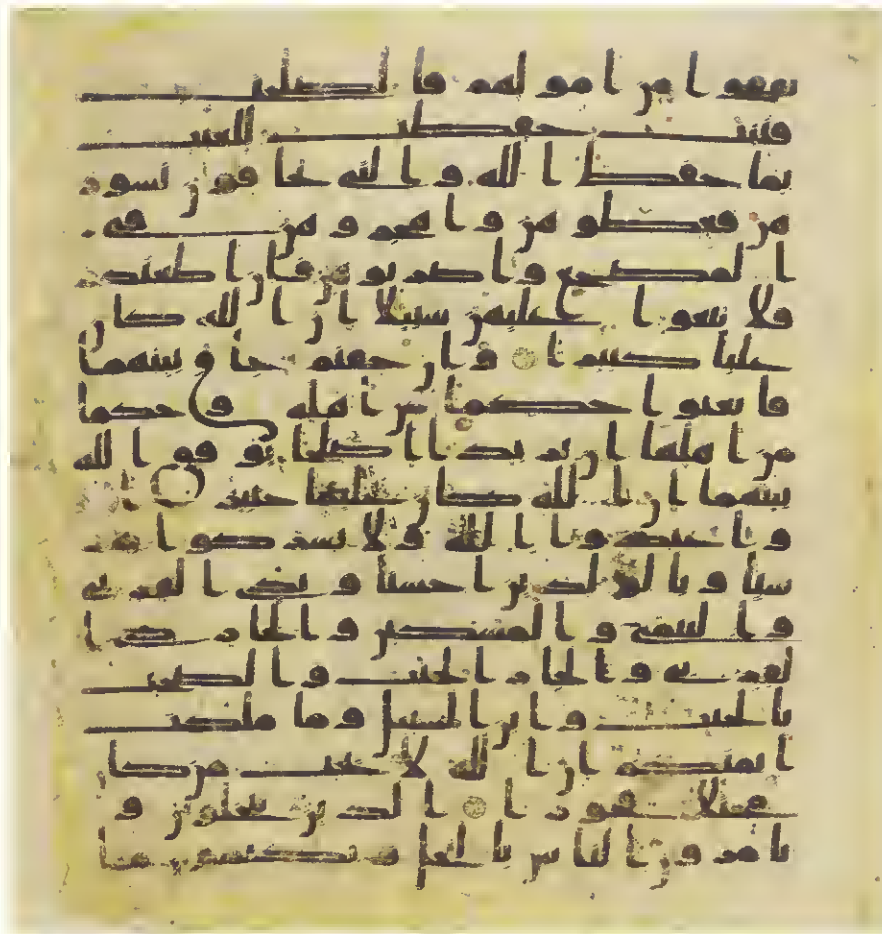 نفقوا من امولهم فالصلحت
قنتت حفظت للغيب
بما حفظ الله والتي تخافون نشوز
هن فعظوهن واهجروهن في
المضجع واضربوهن فان اطعنكم
فلا تبغوا عليهن سبيلا ان الله كان
عليا كبيرا وان خفتم شقاق بينهما
فابعثوا حكما من اهله وحكما
من اهلها ان يريدا اصلحا يوفق الله
بينهما ان الله كان عليما خبيرا
واعبدوا الله ولا تشركوا به
شيا وبالولدين احسنا وبذي القربى
واليتمى والمسكين والجار ذي ا
لقربى والجار الجنب والصحب
بالجنب وابن السبيل وما ملكت
ايمنكم ان الله لا يحب من كان
مختلا فخورا الذين يبخلون و
يامرون الناس بالبخل ويكتمون ما